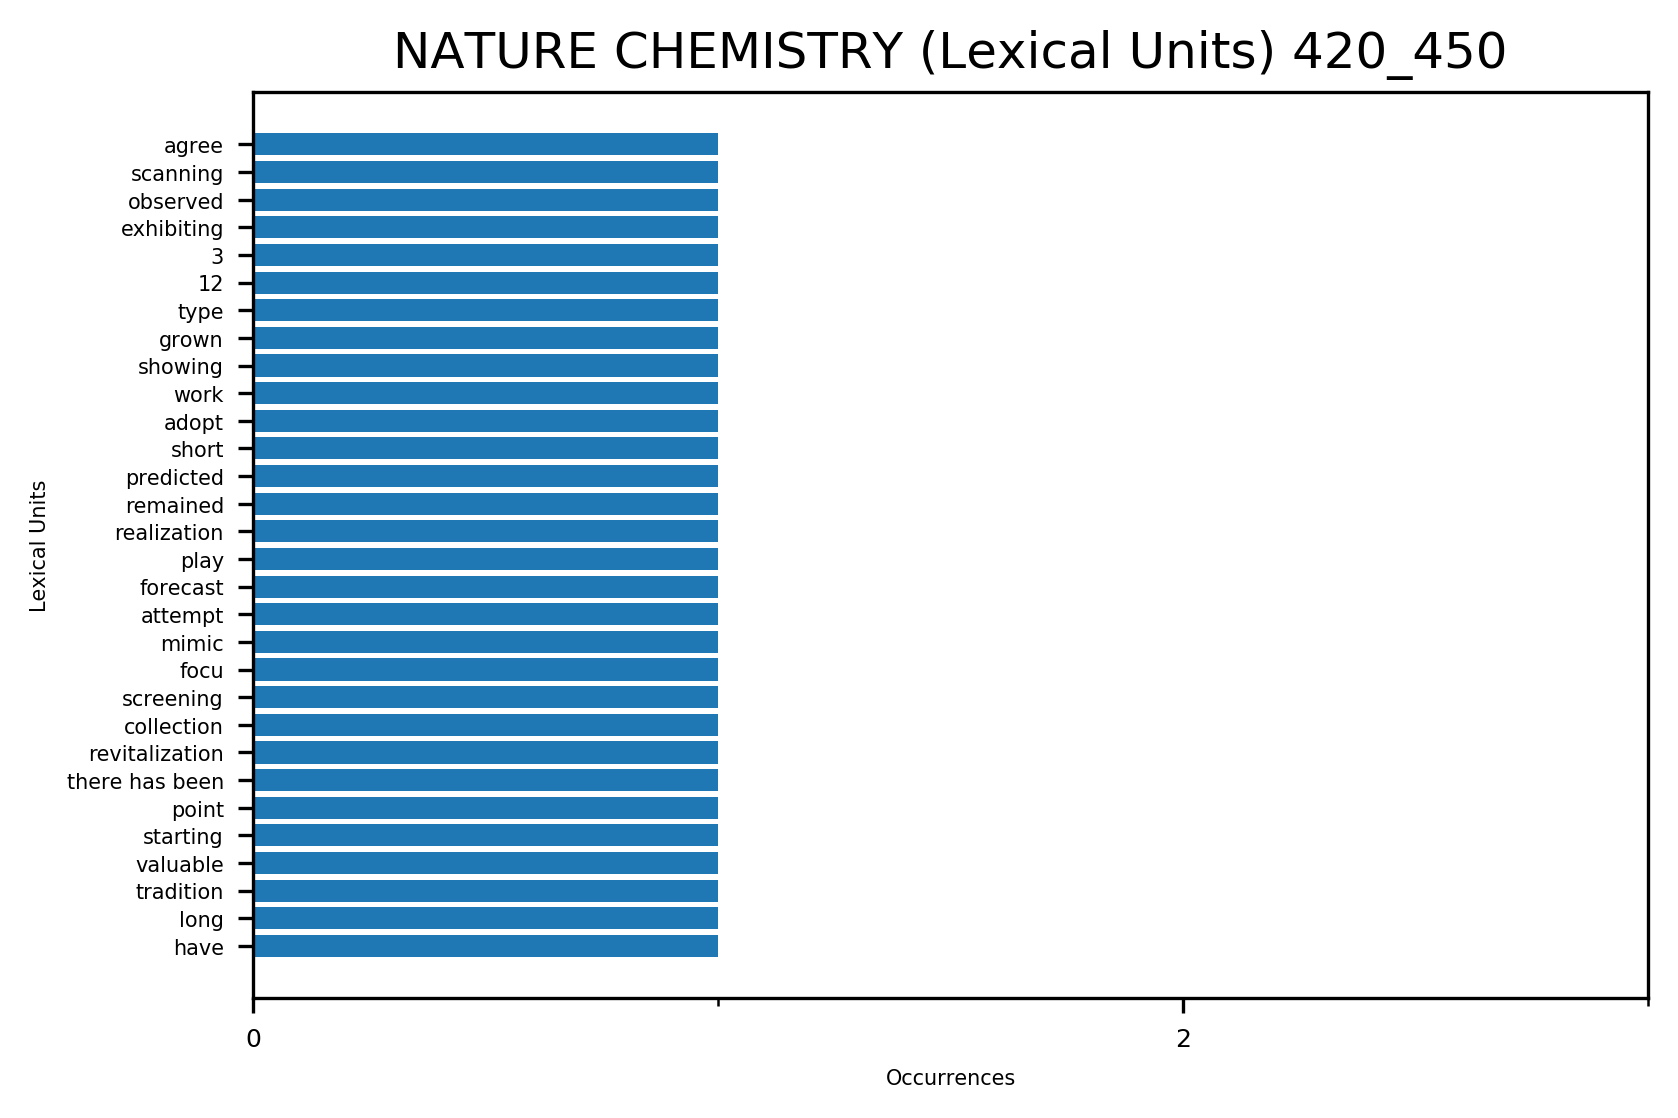 NATURE CHEMISTRY (Lexical Units) 420_450
agree
scanning
observed
exhibiting
3
12
type
grown
showing
work
adopt
short
predicted
remained
realization
play
forecast
attempt
mimic
focu
screening
collection
revitalization
there has been
point
starting
valuable
tradition
long
have
Lexical Units
0
2
Occurrences